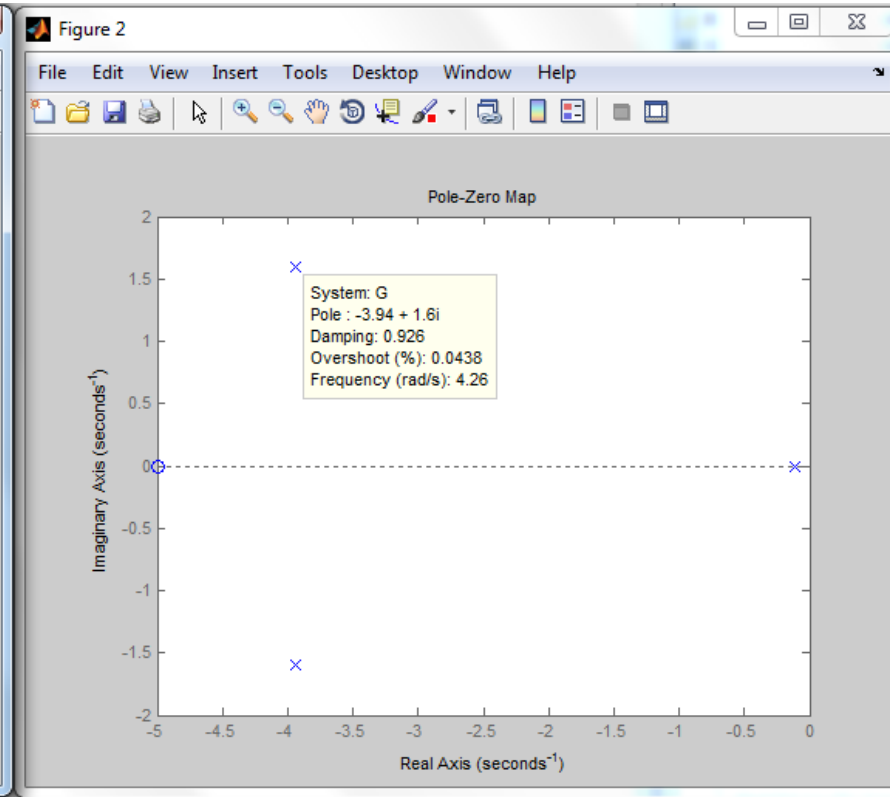 Figure 2
File Edit View Insert Tools Desktop Window Help
Pole-Zero Map
2
1.5
1
0.5
0
-0.5
-1
-1.5
-2
Imaginary Axis (seconds⁻¹)
System: G
Pole : -3.94 + 1.6i
Damping: 0.926
Overshoot (%): 0.0438
Frequency (rad/s): 4.26
-5 -4.5 -4 -3.5 -3 -2.5 -2 -1.5 -1 -0.5 0
Real Axis (seconds⁻¹)